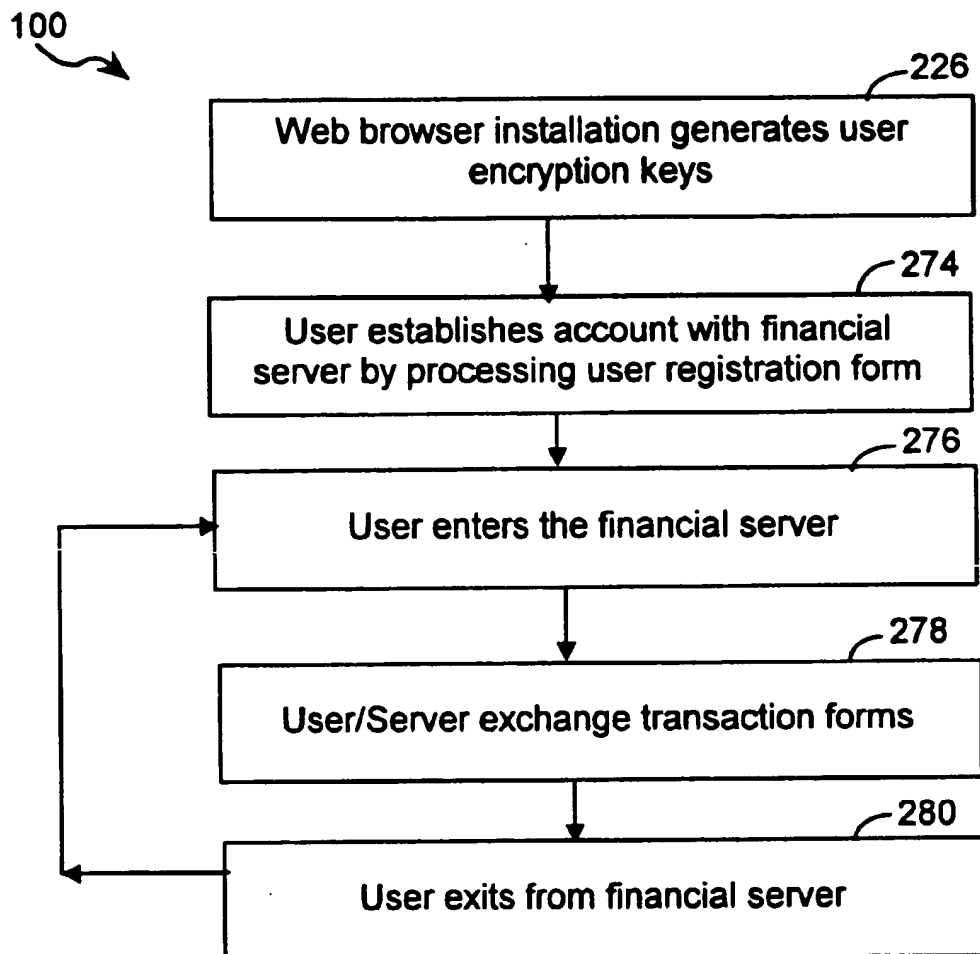 100
226
Web browser installation generates user
encryption keys
274
User establishes account with financial
server by processing user registration form
276
User enters the financial server
278
User/Server exchange transaction forms
280
User exits from financial server